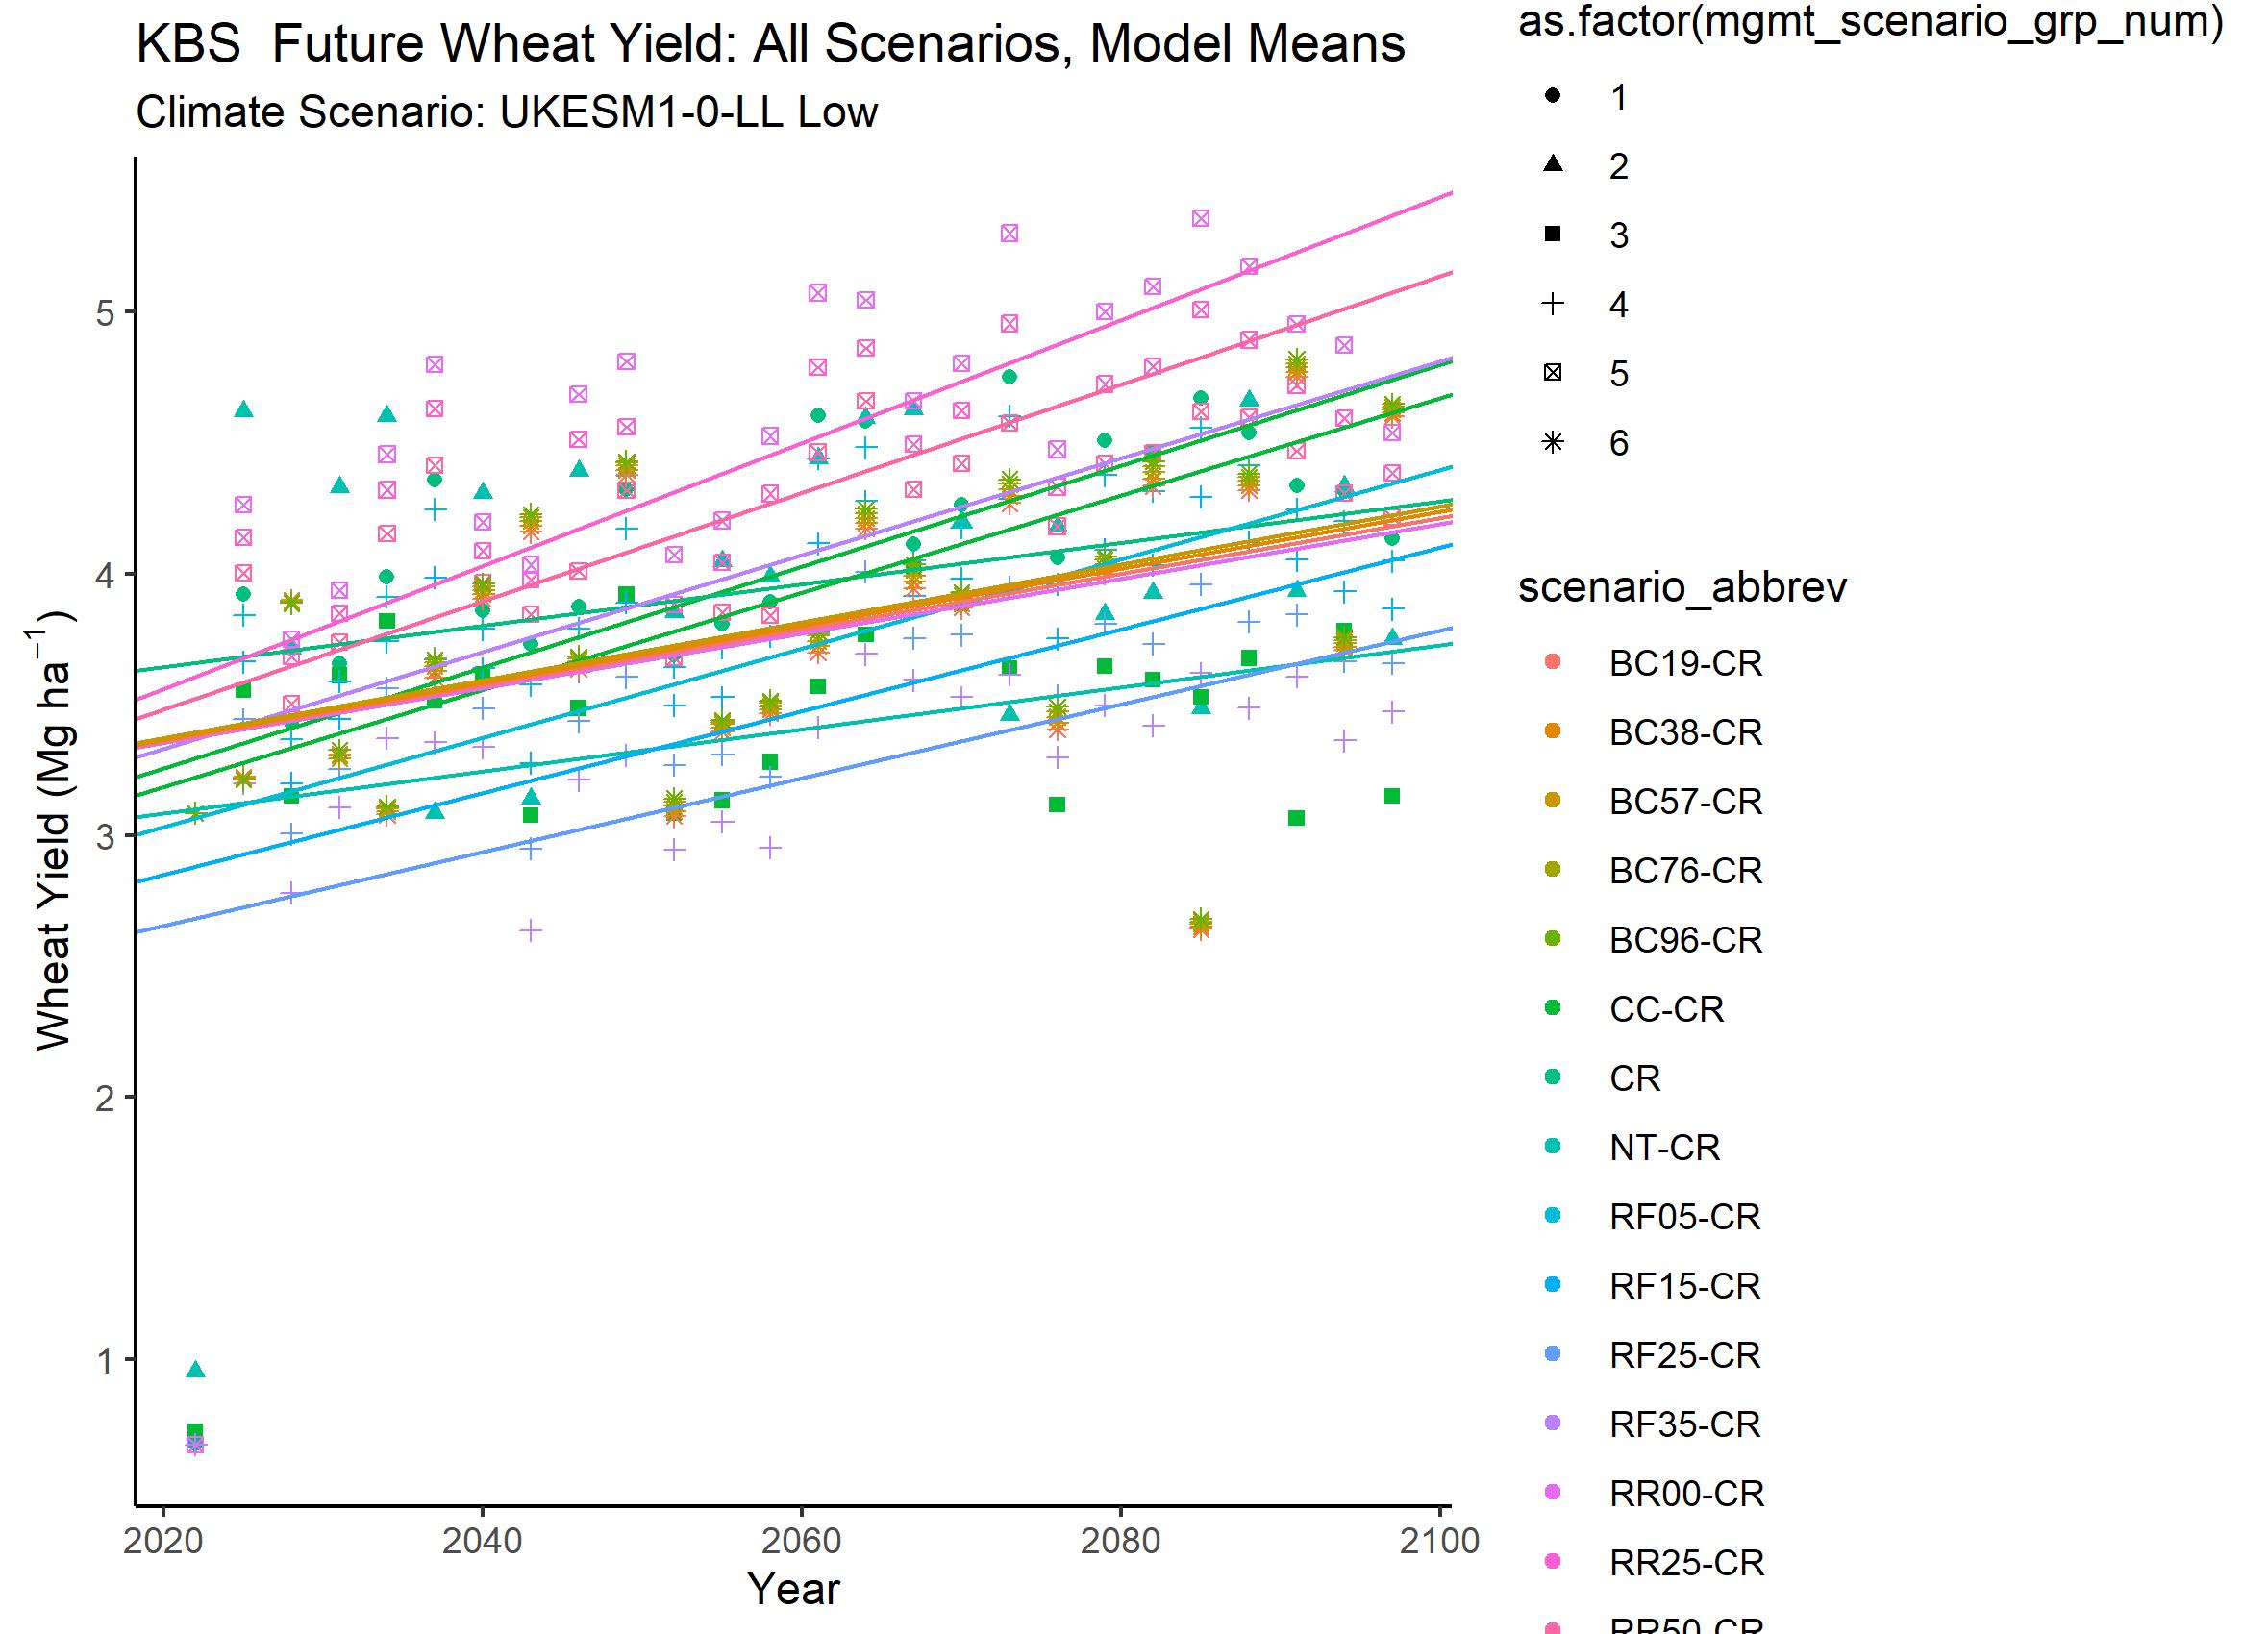 KBS  Future Wheat Yield: All Scenarios, Model Means
Climate Scenario: UKESM1-0-LL Low
Wheat Yield (Mg ha⁻¹)
5
4
3
2
1
2020 2040 2060 2080 2100
Year
as.factor(mgmt_scenario_grp_num)
1
2
3
4
5
6
scenario_abbrev
BC19-CR
BC38-CR
BC57-CR
BC76-CR
BC96-CR
CC-CR
CR
NT-CR
RF05-CR
RF15-CR
RF25-CR
RF35-CR
RR00-CR
RR25-CR
RR50-CR